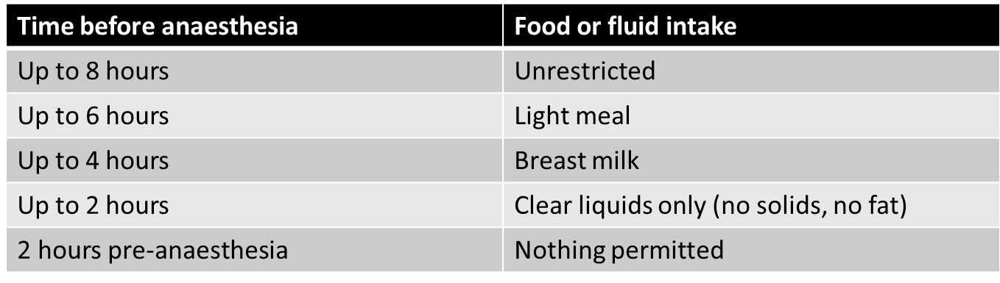 Time before anaesthesia Food or fluid intake
Up to 8 hours Unrestricted
Up to 6 hours Light meal
Up to 4 hours Breast milk
Up to 2 hours Clear liquids only (no solids, no fat)
2 hours pre-anaesthesia Nothing permitted